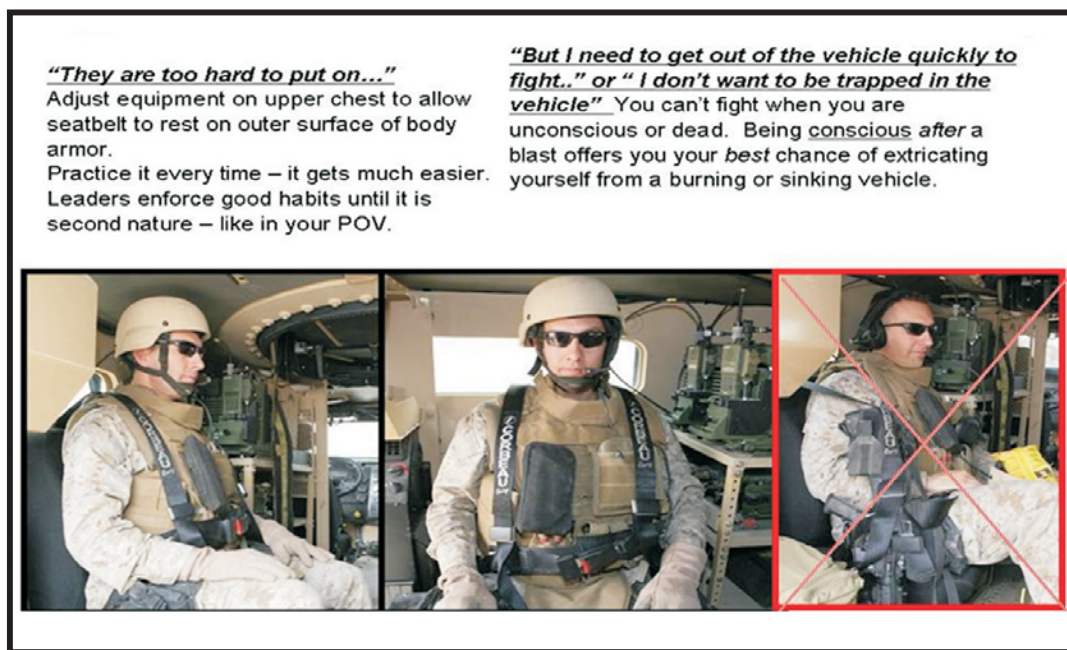 “They are too hard to put on…”
Adjust equipment on upper chest to allow
seatbelt to rest on outer surface of body
armor.
Practice it every time – it gets much easier.
Leaders enforce good habits until it is
second nature – like in your POV.
“But I need to get out of the vehicle quickly to
fight..” or “ I don’t want to be trapped in the
vehicle” You can’t fight when you are
unconscious or dead. Being conscious after a
blast offers you your best chance of extricating
yourself from a burning or sinking vehicle.
CORBEAU
CORBEAU
CORBEAU